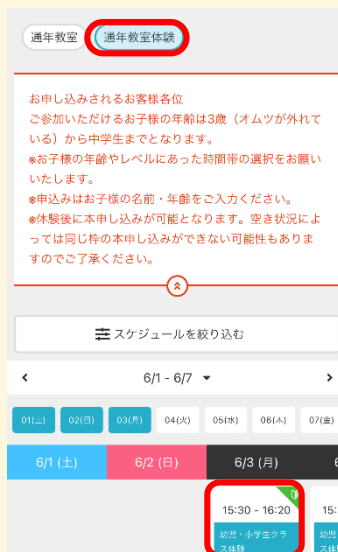 通年教室 通年教室体験
お申し込みされるお客様各位
ご参加いただけるお子様の年齢は3歳（オムツが外れて
いる）から中学生までとなります。
※お子様の年齢やレベルにあった時間帯の選択をお願い
いたします。
※申込みはお子様の名前・年齢をご入力ください。
※体験後に本申し込みが可能となります。空き状況によ
っては同じ枠の本申し込みができない可能性もありま
すのでご了承ください。
スケジュールを絞り込む
6/1 - 6/7
01(土) 02(日) 03(月) 04(火) 05(水) 06(木) 07(金)
6/1 (土) 6/2 (日) 6/3 (月) 6
15:30 - 16:20 15:
幼児・小学生クラ 幼児
ス体験 ス体